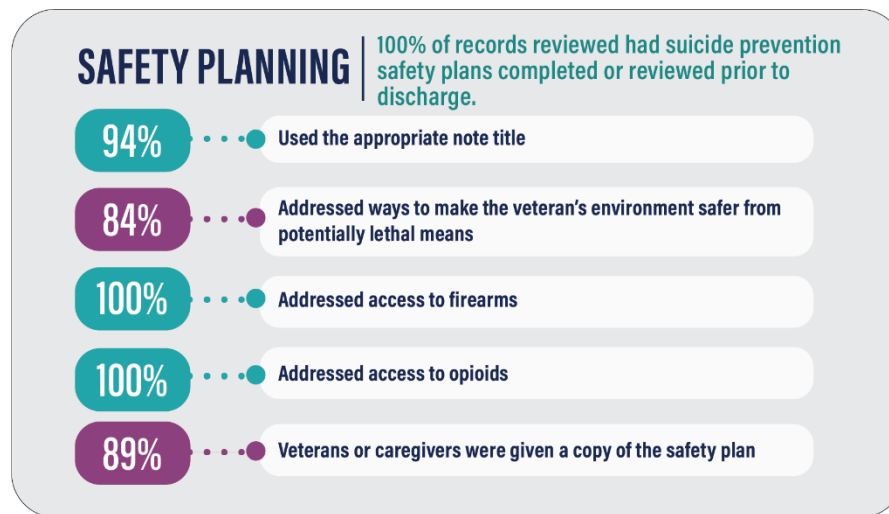 SAFETY PLANNING
100% of records reviewed had suicide prevention
safety plans completed or reviewed prior to
discharge.
94%
Used the appropriate note title
84%
Addressed ways to make the veteran’s environment safer from
potentially lethal means
100%
Addressed access to firearms
100%
Addressed access to opioids
89%
Veterans or caregivers were given a copy of the safety plan